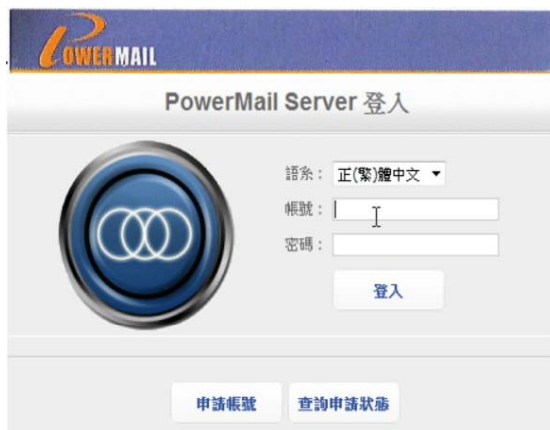 POWERMAIL
PowerMail Server 登入
語系： 正(繁)體中文
帳號：
密碼：
登入
申請帳號 查詢申請狀態